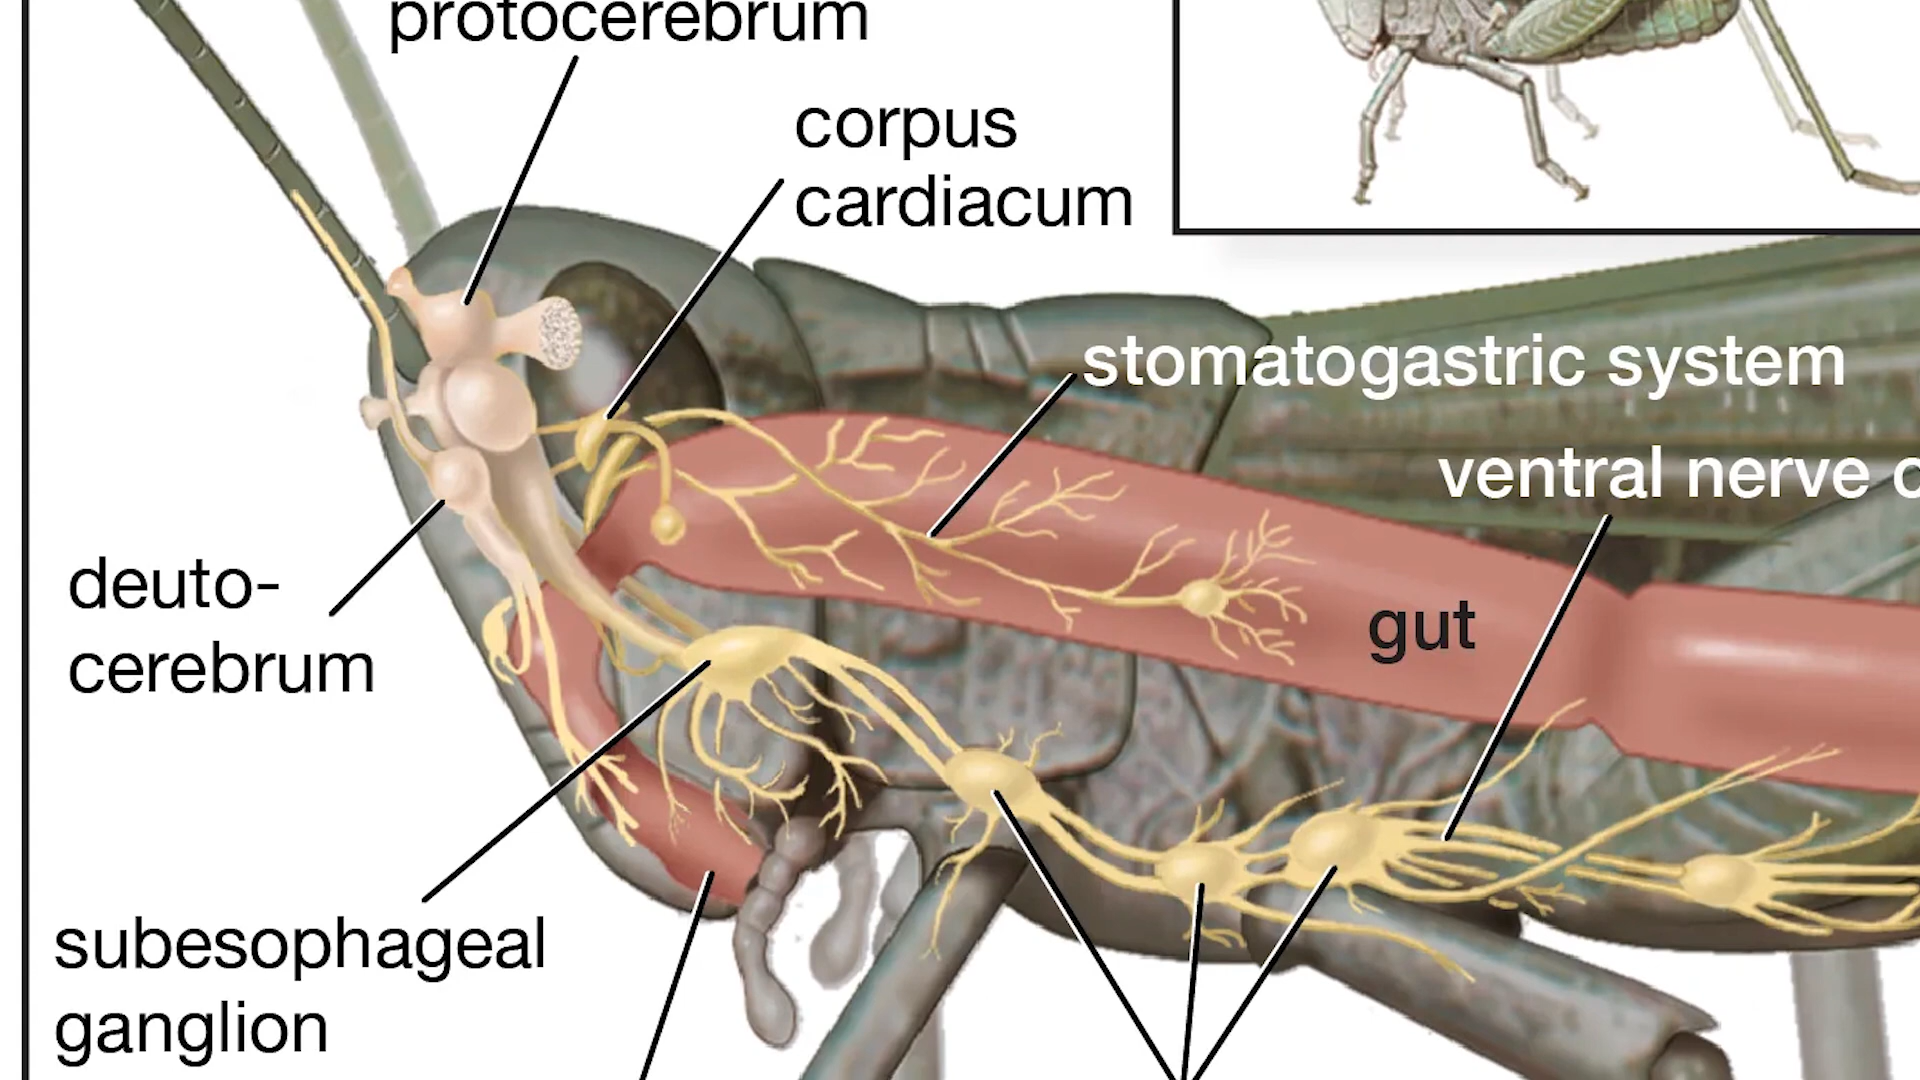 protocerebrum
corpus
cardiacum
stomatogastric system
ventral nerve
deuto-
cerebrum
gut
subesophageal
ganglion